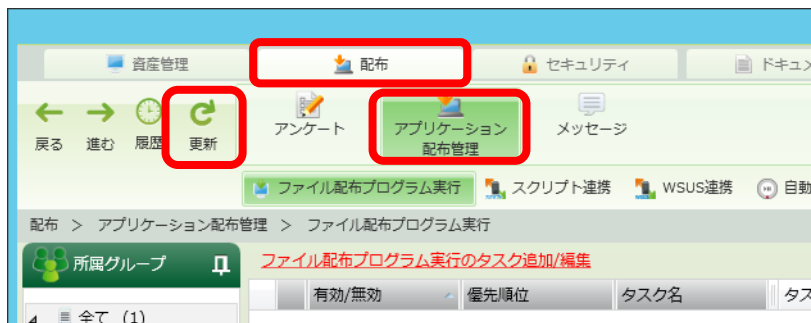 資産管理 配布 セキュリティ ドキュ
戻る 進む 履歴 更新 アンケート アプリケーション配布管理 メッセージ
ファイル配布プログラム実行 スクリプト連携 WSUS連携 自動
配布 > アプリケーション配布管理 > ファイル配布プログラム実行
所属グループ ファイル配布プログラム実行のタスク追加/編集
有効/無効 優先順位 タスク名 タス
全て (1)